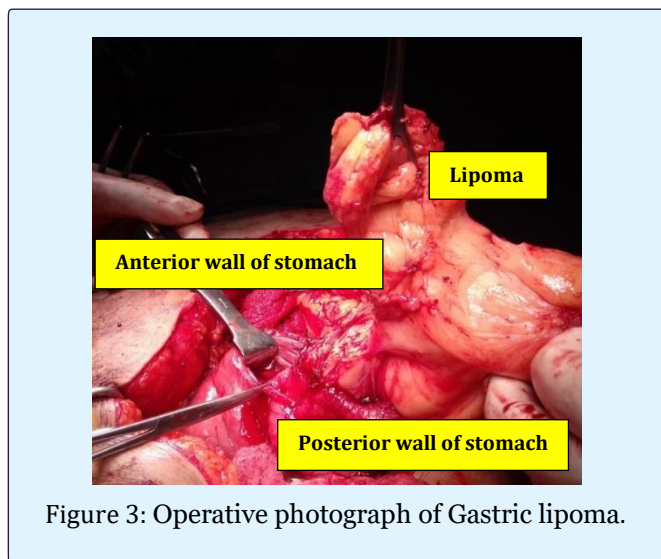 Lipoma
Anterior wall of stomach
Posterior wall of stomach
Figure 3: Operative photograph of Gastric lipoma.